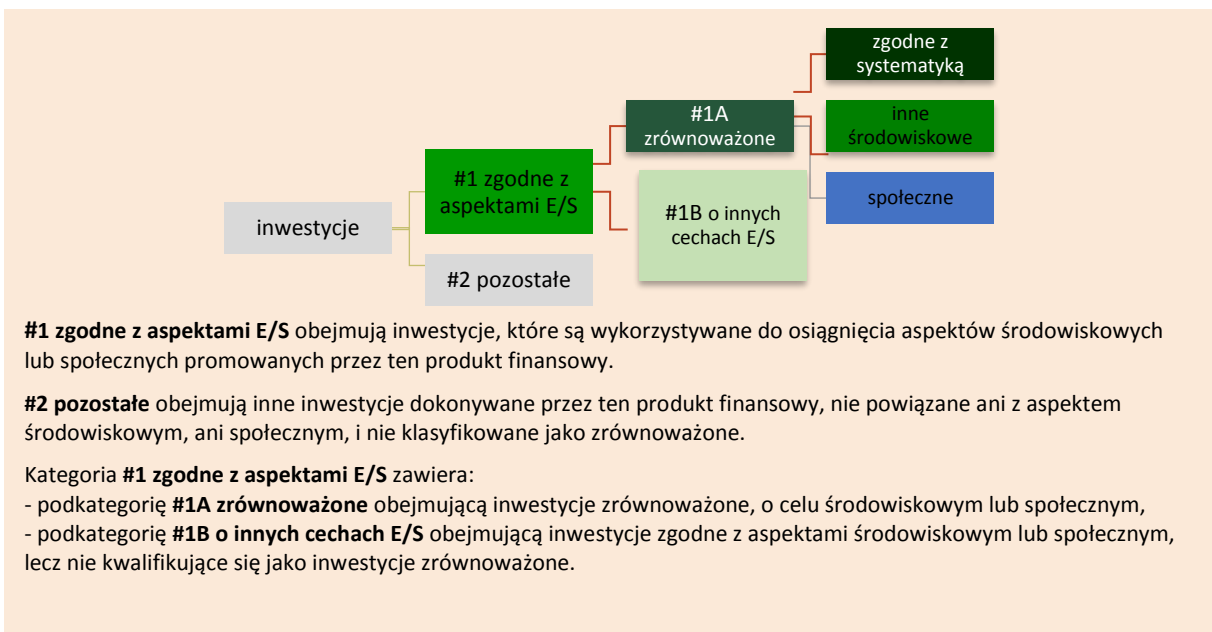 zgodne z
systematyką
#1A
zrównoważone
inne
środowiskowe
#1 zgodne z
aspektami E/S
#1B o innych
cechach E/S
społeczne
inwestycje
#2 pozostałe
#1 zgodne z aspektami E/S obejmują inwestycje, które są wykorzystywane do osiągnięcia aspektów środowiskowych
lub społecznych promowanych przez ten produkt finansowy.
#2 pozostałe obejmują inne inwestycje dokonywane przez ten produkt finansowy, nie powiązane ani z aspektem
środowiskowym, ani społecznym, i nie klasyfikowane jako zrównoważone.
Kategoria #1 zgodne z aspektami E/S zawiera:
- podkategorię #1A zrównoważone obejmującą inwestycje zrównoważone, o celu środowiskowym lub społecznym,
- podkategorię #1B o innych cechach E/S obejmującą inwestycje zgodne z aspektami środowiskowym lub społecznym,
lecz nie kwalifikujące się jako inwestycje zrównoważone.